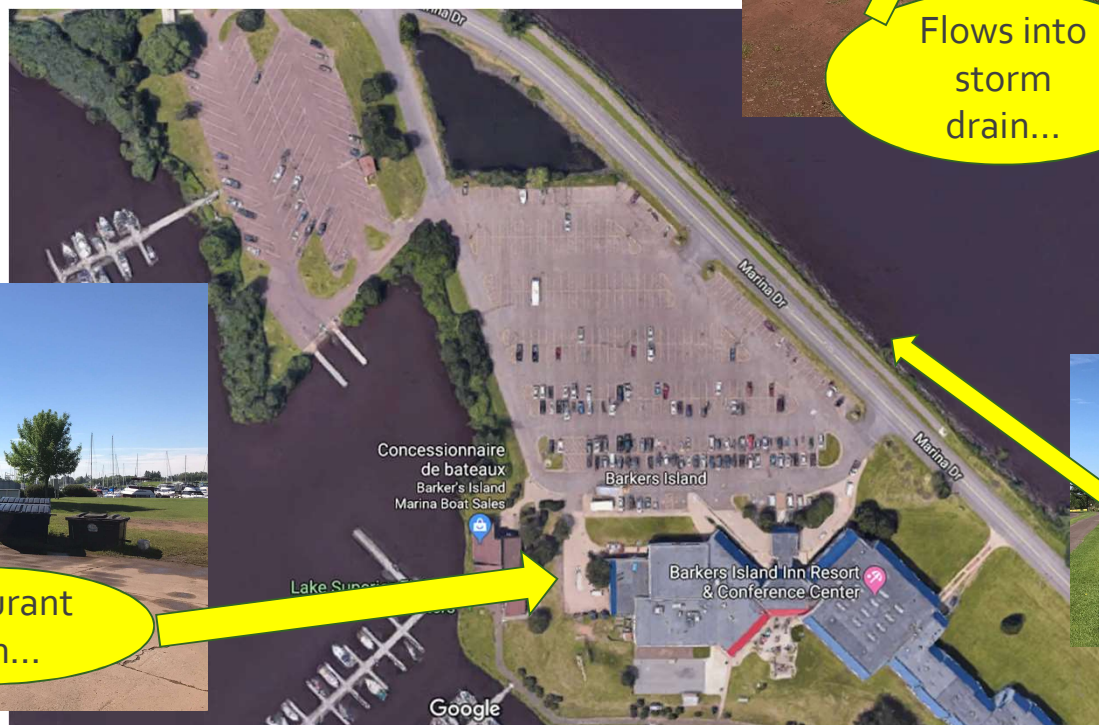 Marina Dr
Flows into
storm
drain...
Marina Dr
Concessionnaire
de bateaux
Barker's Island
Marina Boat Sales
Barkers Island
Marina Dr
Barkers Island Inn Resort
& Conference Center
Lake
Google